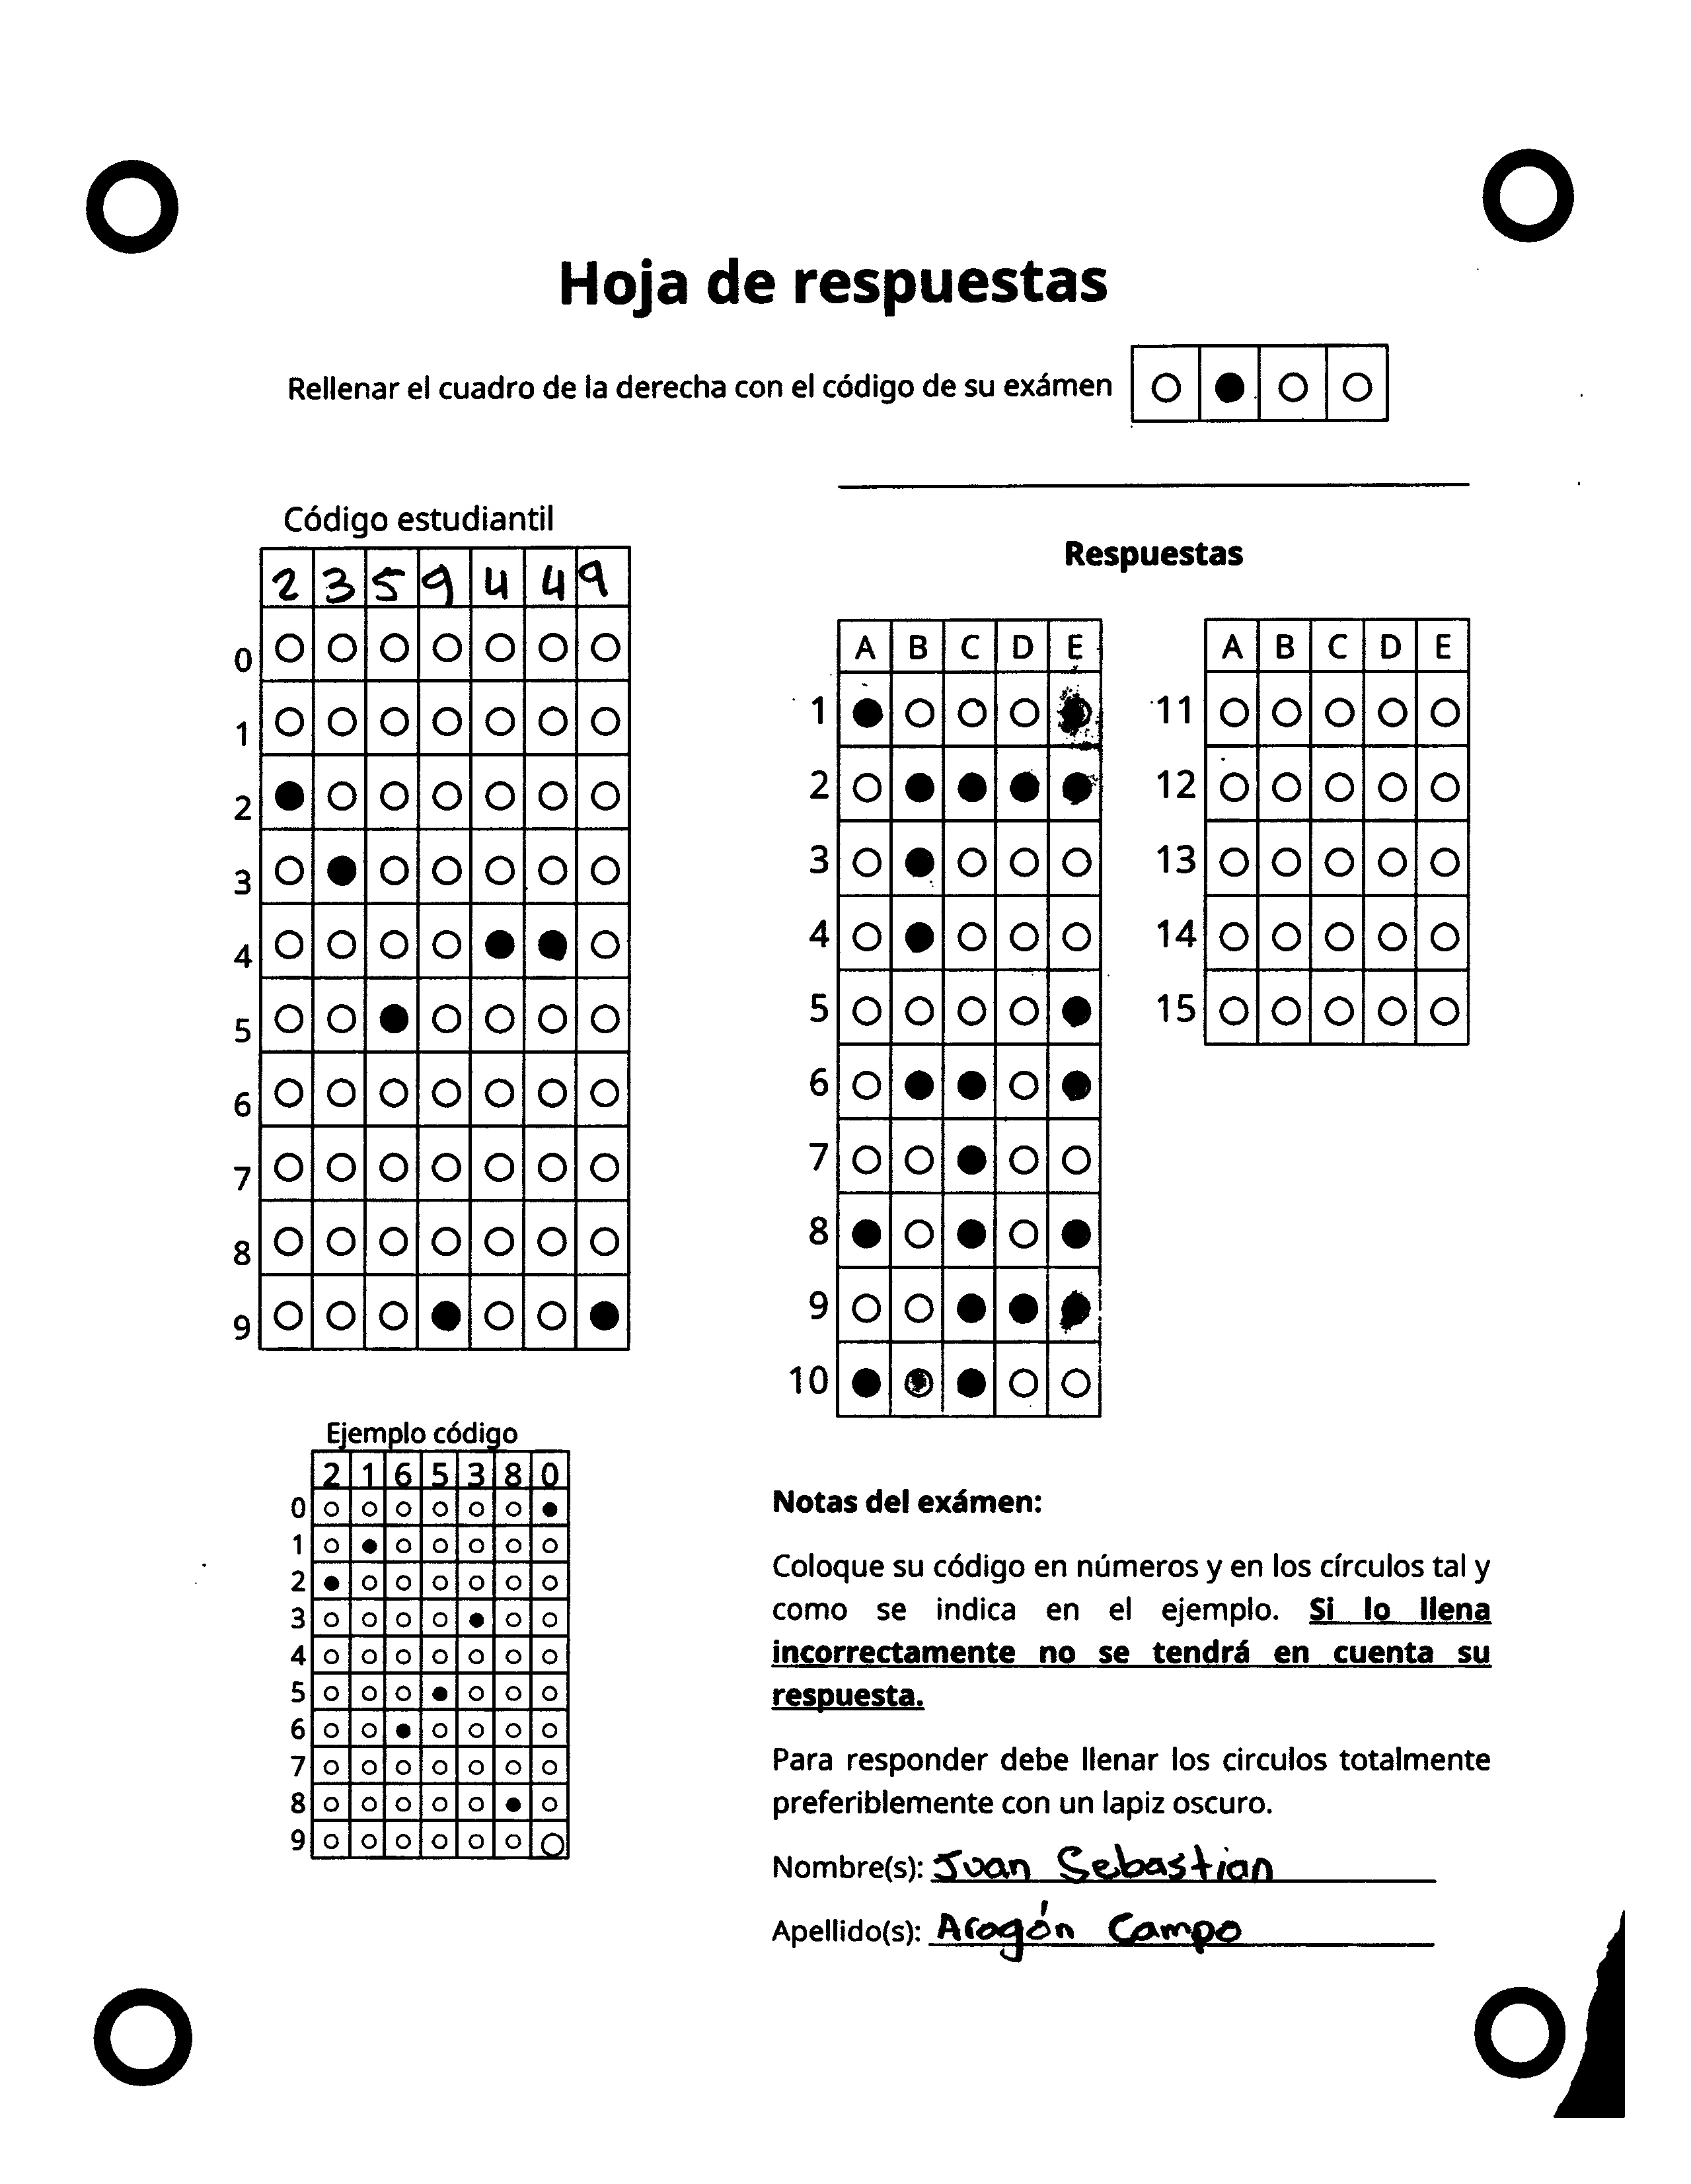 Hoja de respuestas
Rellenar el cuadro de la derecha con el código de su exámen
Código estudiantil
2 3 5 9 4 4 9
0
1
2
3
4
5
6
7
8
9
Respuestas
A B C D E
1
2
3
4
5
6
7
8
9
10
A B C D E
11
12
13
14
15
Ejemplo código
2 1 6 5 3 8 0
0
1
2
3
4
5
6
7
8
9
Notas del exámen:
Coloque su código en números y en los círculos tal y
como se indica en el ejemplo. Si lo llena
incorrectamente no se tendrá en cuenta su
respuesta.
Para responder debe llenar los circulos totalmente
preferiblemente con un lapiz oscuro.
Nombre(s): Juan Sebastian
Apellido(s): Aragón Campo